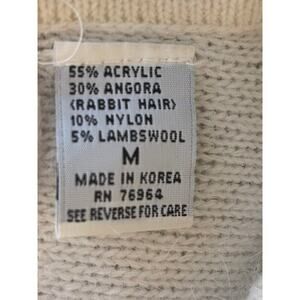 55% ACRYLIC
30% ANGORA
(RABBIT HAIR)
10% NYLON
5% LAMBSWOOL
M
MADE IN KOREA
RN 76964
SEE REVERSE FOR CARE